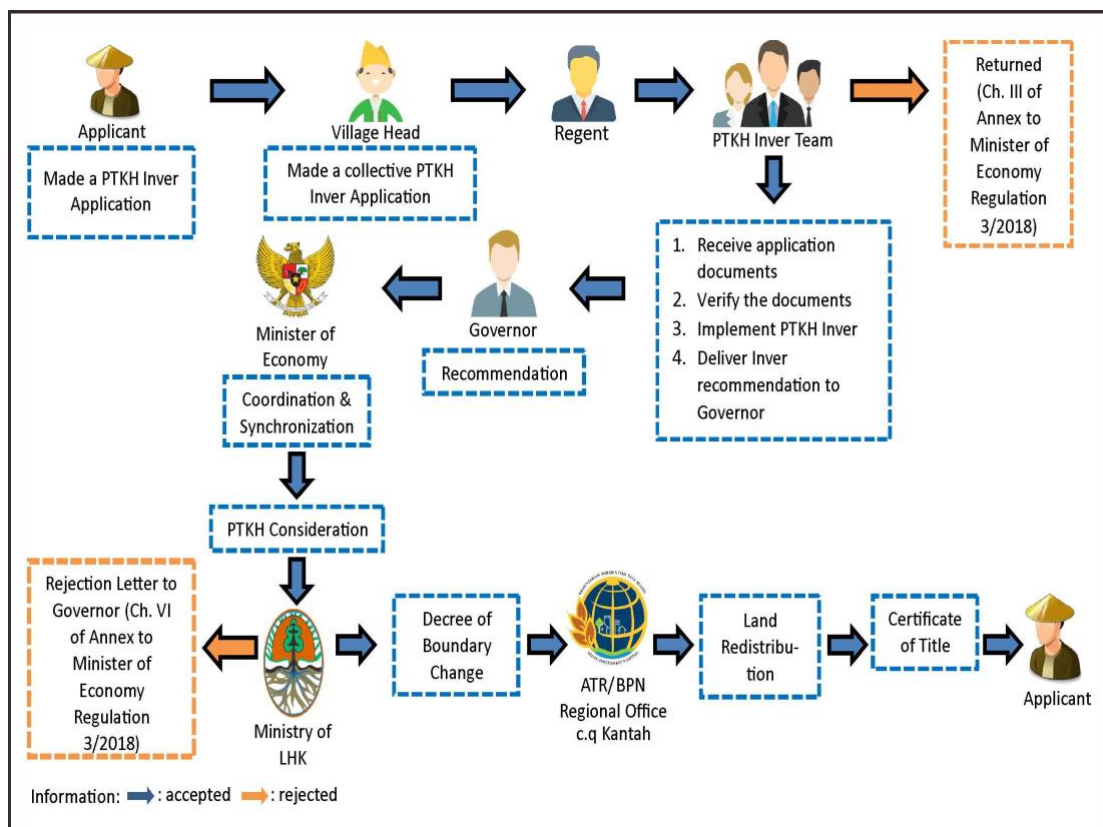 Applicant
Made a PTKH Inver
Application
Village Head
Made a collective PTKH
Inver Application
Regent
PTKH Inver Team
Returned
(Ch. III of
Annex to
Minister of
Economy
Regulation
3/2018)
1. Receive application
documents
2. Verify the documents
3. Implement PTKH Inver
4. Deliver Inver
recommendation to
Governor
Governor
Recommendation
Minister of
Economy
Coordination &
Synchronization
PTKH Consideration
Rejection Letter to
Governor (Ch. VI
of Annex to
Minister of
Economy
Regulation
3/2018)
Ministry of
LHK
Decree of
Boundary
Change
ATR/BPN
Regional Office
c.q Kantah
Land
Redistribu-
tion
Certificate
of Title
Applicant
Information: : accepted : rejected